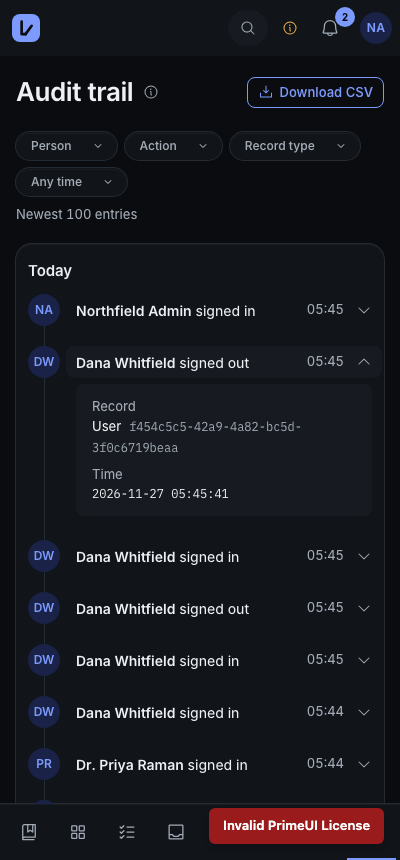 2
NA
Audit trail
Download CSV
Person
Action
Record type
Any time
Newest 100 entries
Today
NA
Northfield Admin signed in
05:45
DW
Dana Whitfield signed out
05:45
Record
User f454c5c5-42a9-4a82-bc5d-
3f0c6719beaa
Time
2026-11-27 05:45:41
DW
Dana Whitfield signed in
05:45
DW
Dana Whitfield signed out
05:45
DW
Dana Whitfield signed in
05:45
DW
Dana Whitfield signed in
05:44
PR
Dr. Priya Raman signed in
05:44
Invalid PrimeUI License